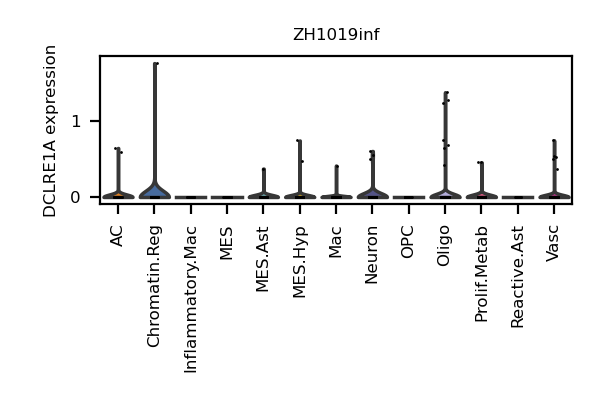 ZH1019inf
DCLRE1A expression
1
0
AC
Chromatin.Reg
Inflammatory.Mac
MES
MES.Ast
MES.Hyp
Mac
Neuron
OPC
Oligo
Prolif.Metab
Reactive.Ast
Vasc